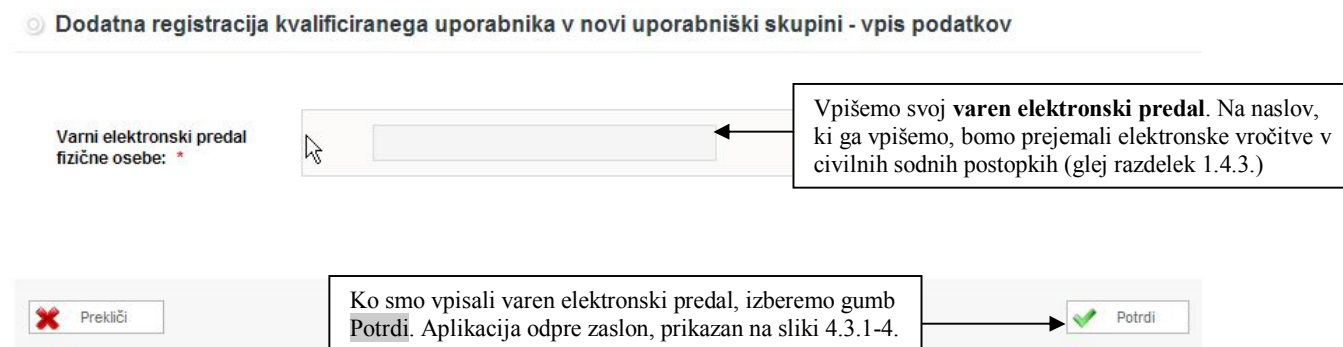 Dodatna registracija kvalificiranega uporabnika v novi uporabniški skupini - vpis podatkov
Varni elektronski predal
fizične osebe: *
Vpišemo svoj varen elektronski predal. Na naslov,
ki ga vpišemo, bomo prejemali elektronske vročitve v
civilnih sodnih postopkih (glej razdelek 1.4.3.)
Prekliči
Ko smo vpisali varen elektronski predal, izberemo gumb
Potrdi. Aplikacija odpre zaslon, prikazan na sliki 4.3.1-4.
Potrdi